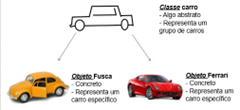 Classe carro
- Algo abstrato
- Representa um
grupo de carros
Objeto Fusca
- Concreto
- Representa um
carro específico
Objeto Ferrari
- Concreto
- Representa um
carro específico